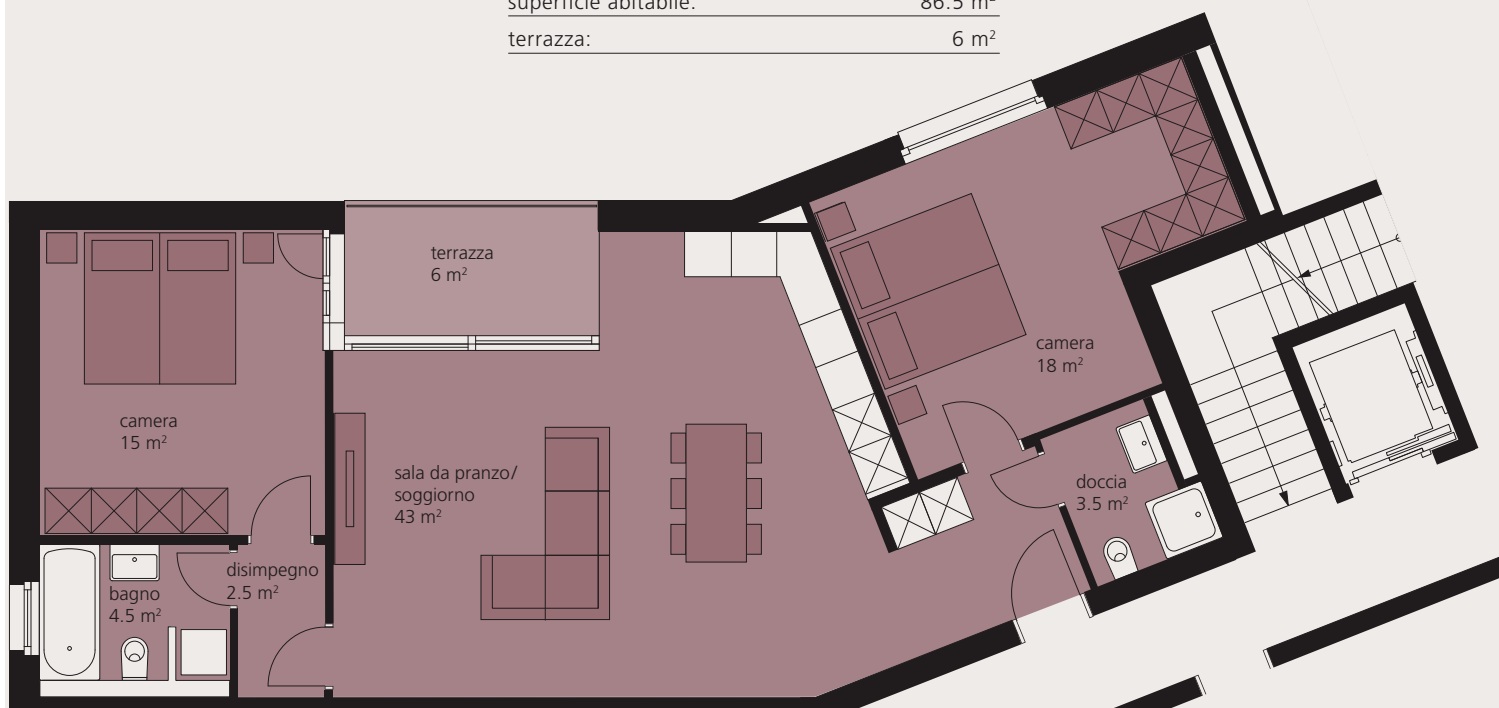 superficie abitabile: 86.5 m²
terrazza: 6 m²
terrazza
6 m²
camera
18 m²
camera
15 m²
sala da pranzo/
soggiorno
43 m²
doccia
3.5 m²
disimpegno
2.5 m²
bagno
4.5 m²